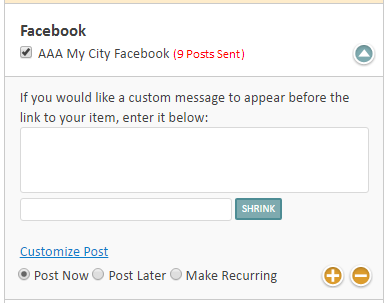 Facebook
AAA My City Facebook (9 Posts Sent)
If you would like a custom message to appear before the
link to your item, enter it below:
SHRINK
Customize Post
Post Now Post Later Make Recurring